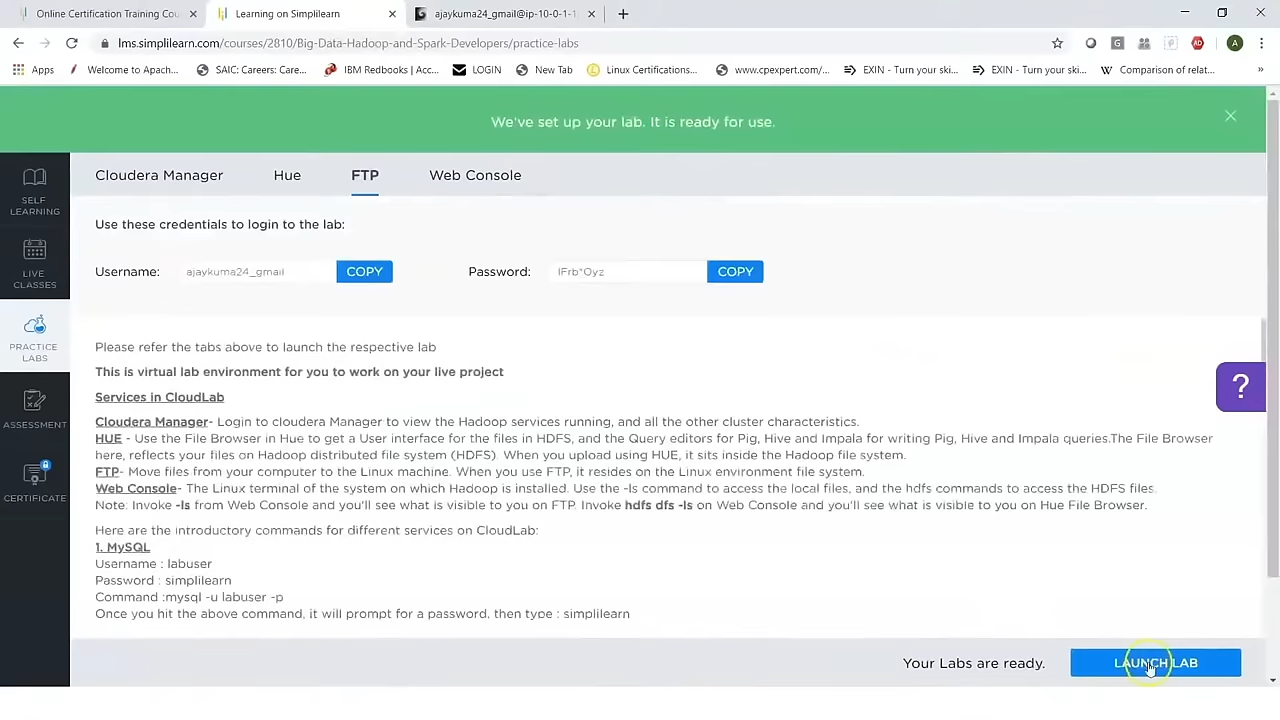 Online Certification Training Cou
Learning on Simplilearn
ajaykuma24_gmail@ip-10-0-1-1
lms.simplilearn.com/courses/2810/Big-Data-Hadoop-and-Spark-Developers/practice-labs
Apps
Welcome to Apach...
SAIC: Careers: Care...
IBM Redbooks | Acc...
LOGIN
New Tab
Linux Certifications...
www.cpexpert.com/...
EXIN - Turn your ski...
EXIN - Turn your ski...
Comparison of relat...
We've set up your lab. It is ready for use.
Cloudera Manager
Hue
FTP
Web Console
SELF
LEARNING
LIVE
CLASSES
PRACTICE
LABS
ASSESSMENT
CERTIFICATE
Use these credentials to login to the lab:
Username: ajaykuma24_gmail COPY
Password: COPY
Please refer the tabs above to launch the respective lab
This is virtual lab environment for you to work on your live project
Services in CloudLab
Cloudera Manager- Login to cloudera Manager to view the Hadoop services running, and all the other cluster characteristics.
HUE - Use the File Browser in Hue to get a User interface for the files in HDFS, and the Query editors for Pig, Hive and Impala for writing Pig, Hive and Impala queries.The File Browser
here, reflects your files on Hadoop distributed file system (HDFS). When you upload using HUE, it sits inside the Hadoop file system.
FTP- Move files from your computer to the Linux machine. When you use FTP, it resides on the Linux environment file system.
Web Console- The Linux terminal of the system on which Hadoop is installed. Use the -ls command to access the local files, and the hdfs commands to access the HDFS files.
Note: Invoke -ls from Web Console and you'll see what is visible to you on FTP. Invoke hdfs dfs -ls on Web Console and you'll see what is visible to you on Hue File Browser.
Here are the introductory commands for different services on CloudLab:
1. MySQL
Username : labuser
Password : simplilearn
Command :mysql -u labuser -p
Once you hit the above command, it will prompt for a password, then type : simplilearn
?
Your Labs are ready.
LAUNCH LAB